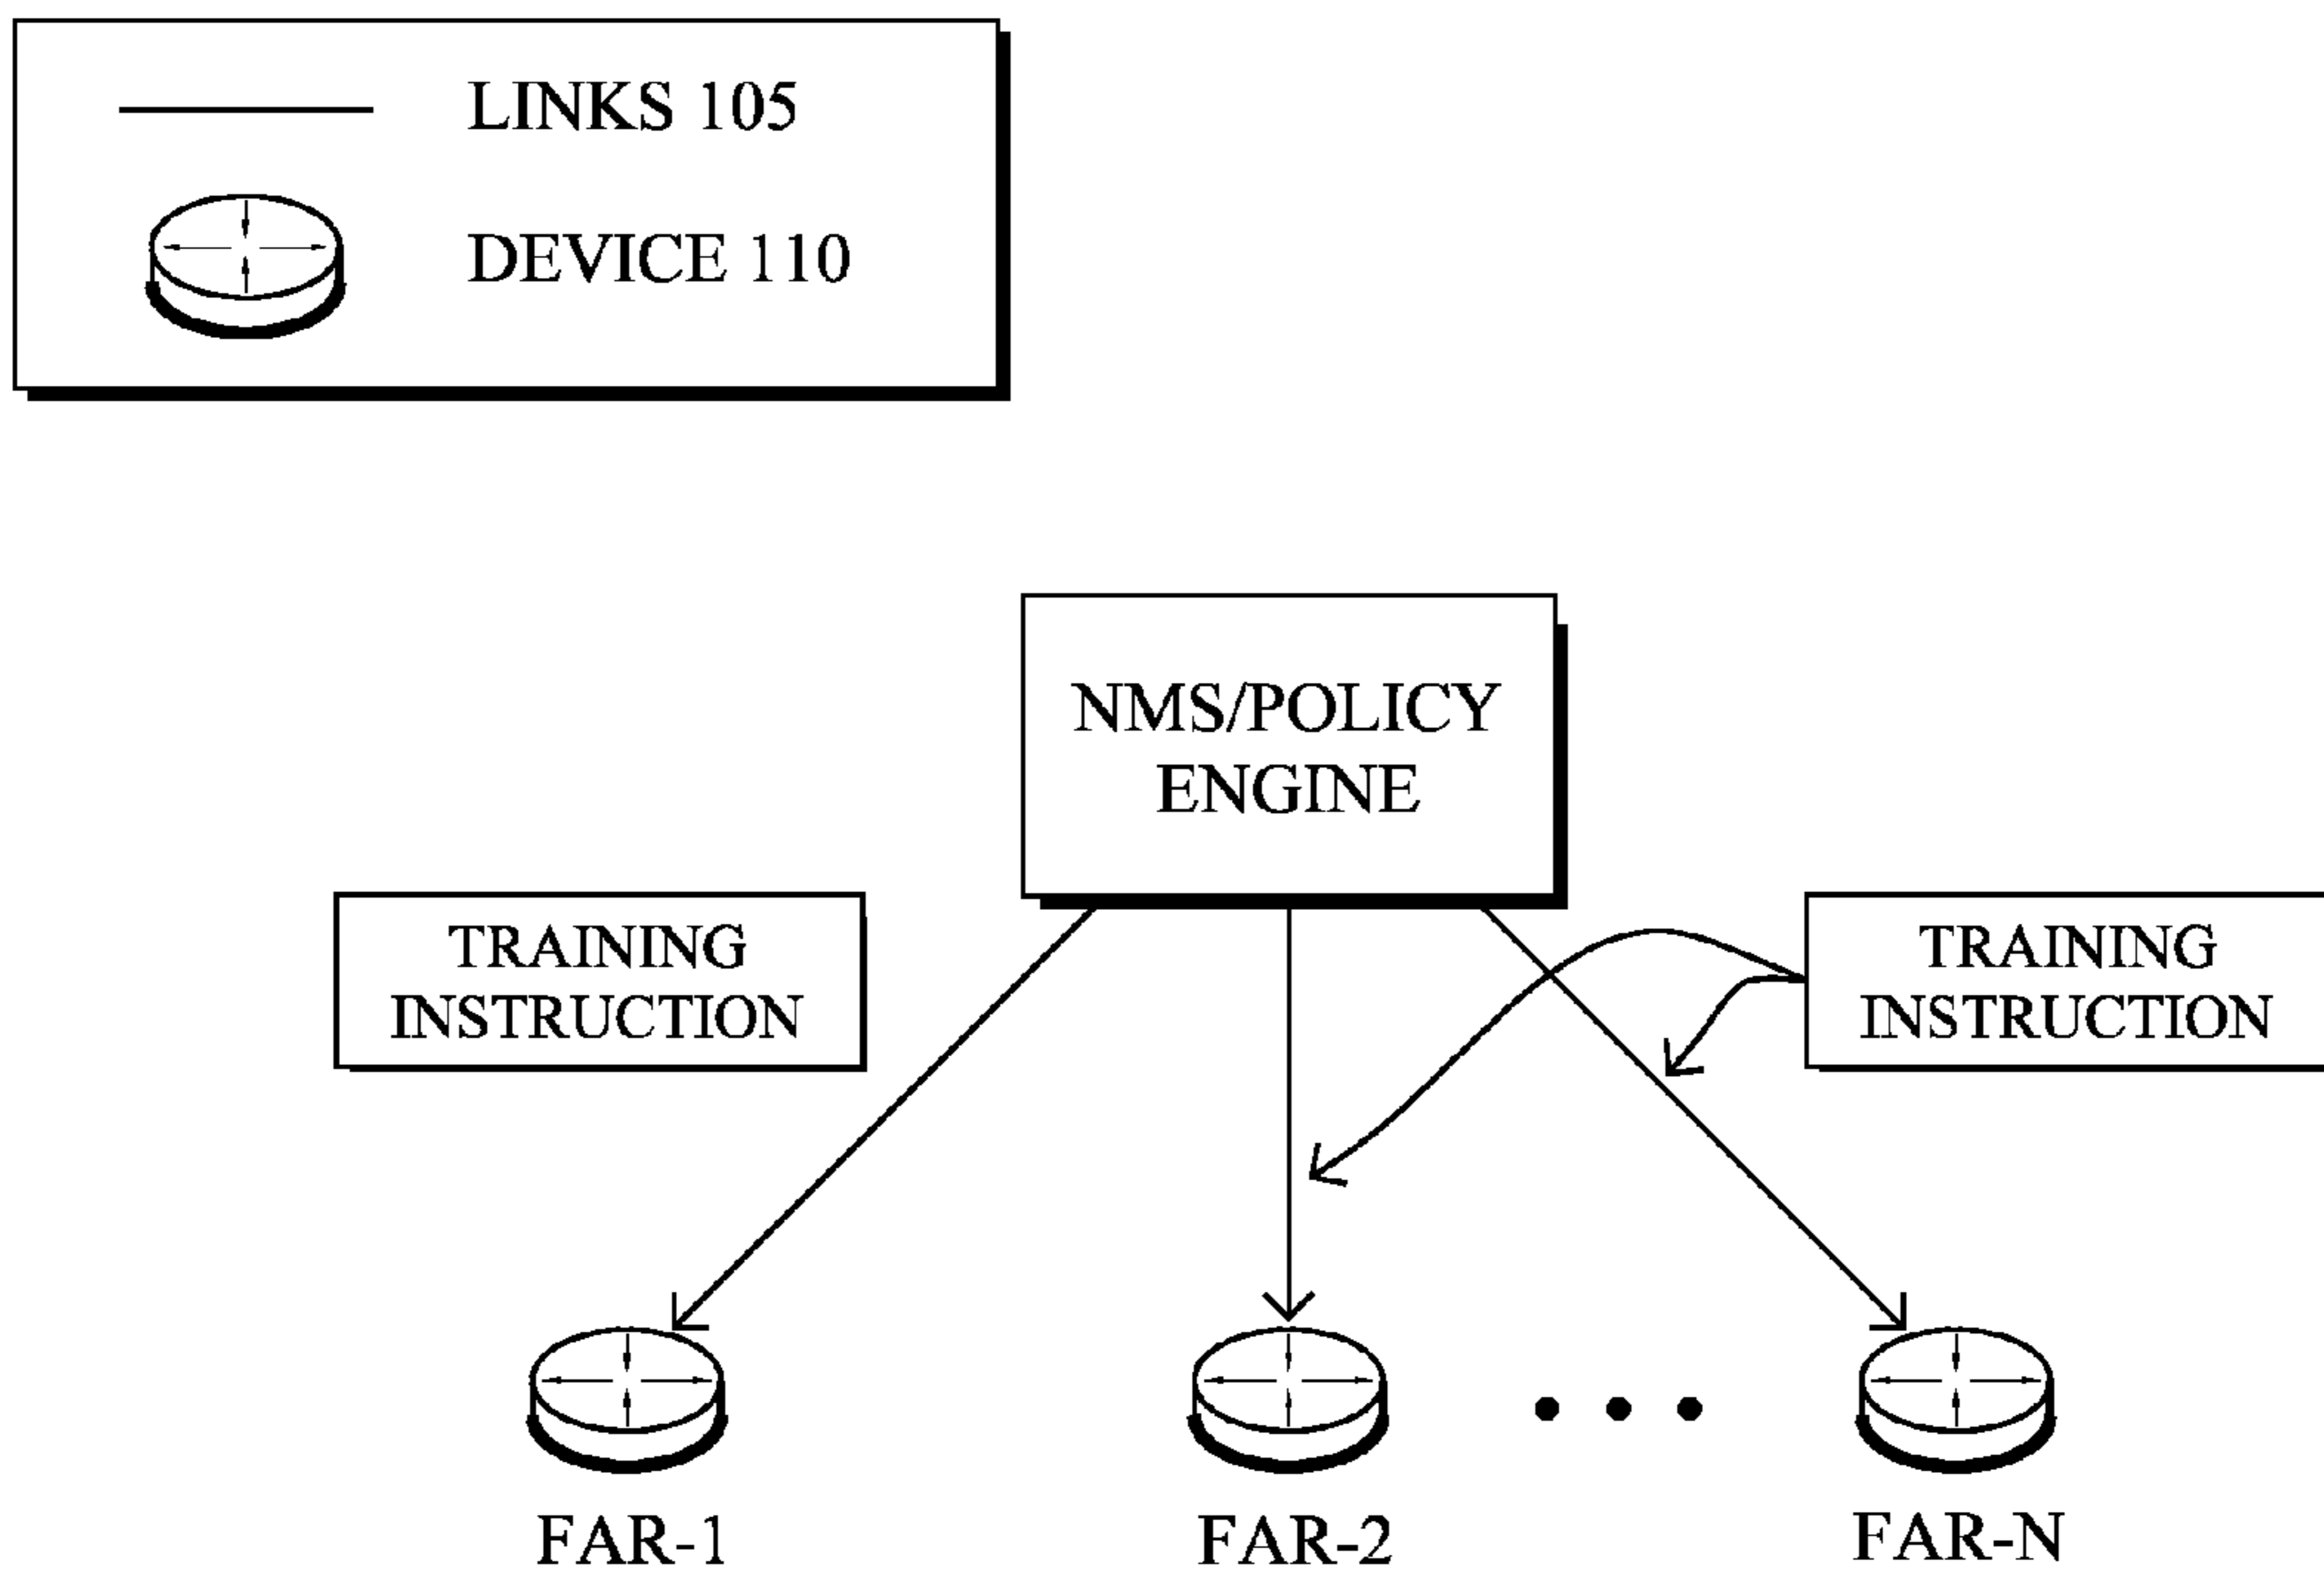 LINKS 105
DEVICE 110
NMS/POLICY
ENGINE
TRAINING
INSTRUCTION
TRAINING
INSTRUCTION
FAR-1
FAR-2
FAR-N